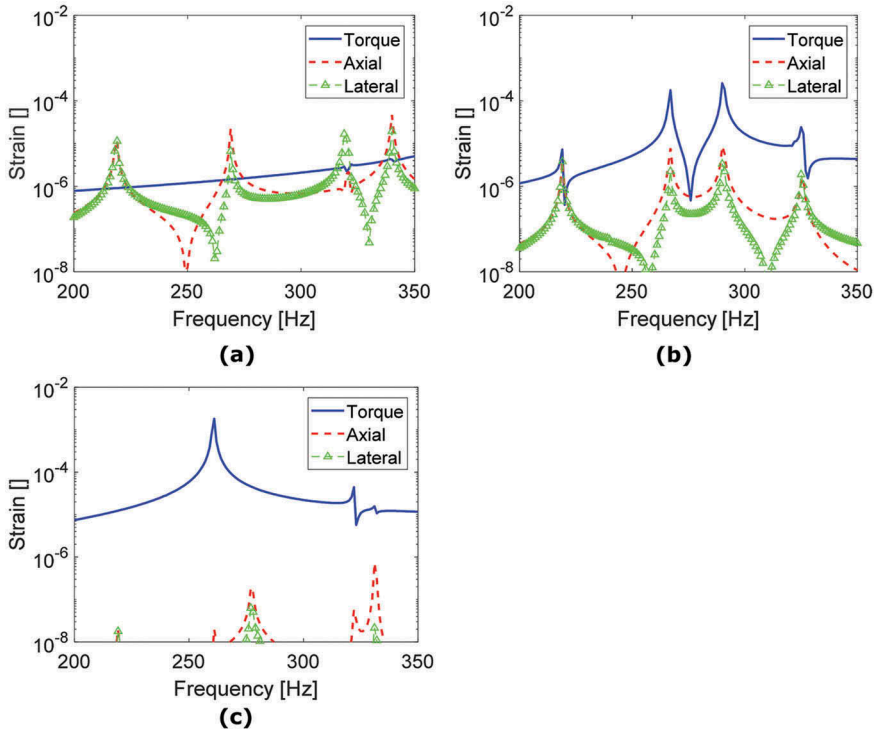 10-2
Torque
Axial
Lateral
10-4
Strain []
10-6
10-8
200 250 300 350
Frequency [Hz]
(a)
10-2
Torque
Axial
Lateral
10-4
Strain []
10-6
10-8
200 250 300 350
Frequency [Hz]
(b)
10-2
Torque
Axial
Lateral
10-4
Strain []
10-6
10-8
200 250 300 350
Frequency [Hz]
(c)